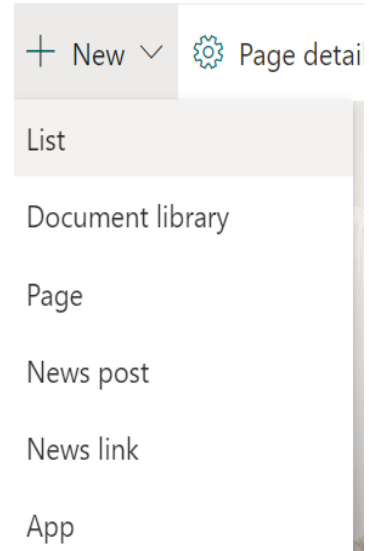 + New Page detai
List
Document library
Page
News post
News link
App